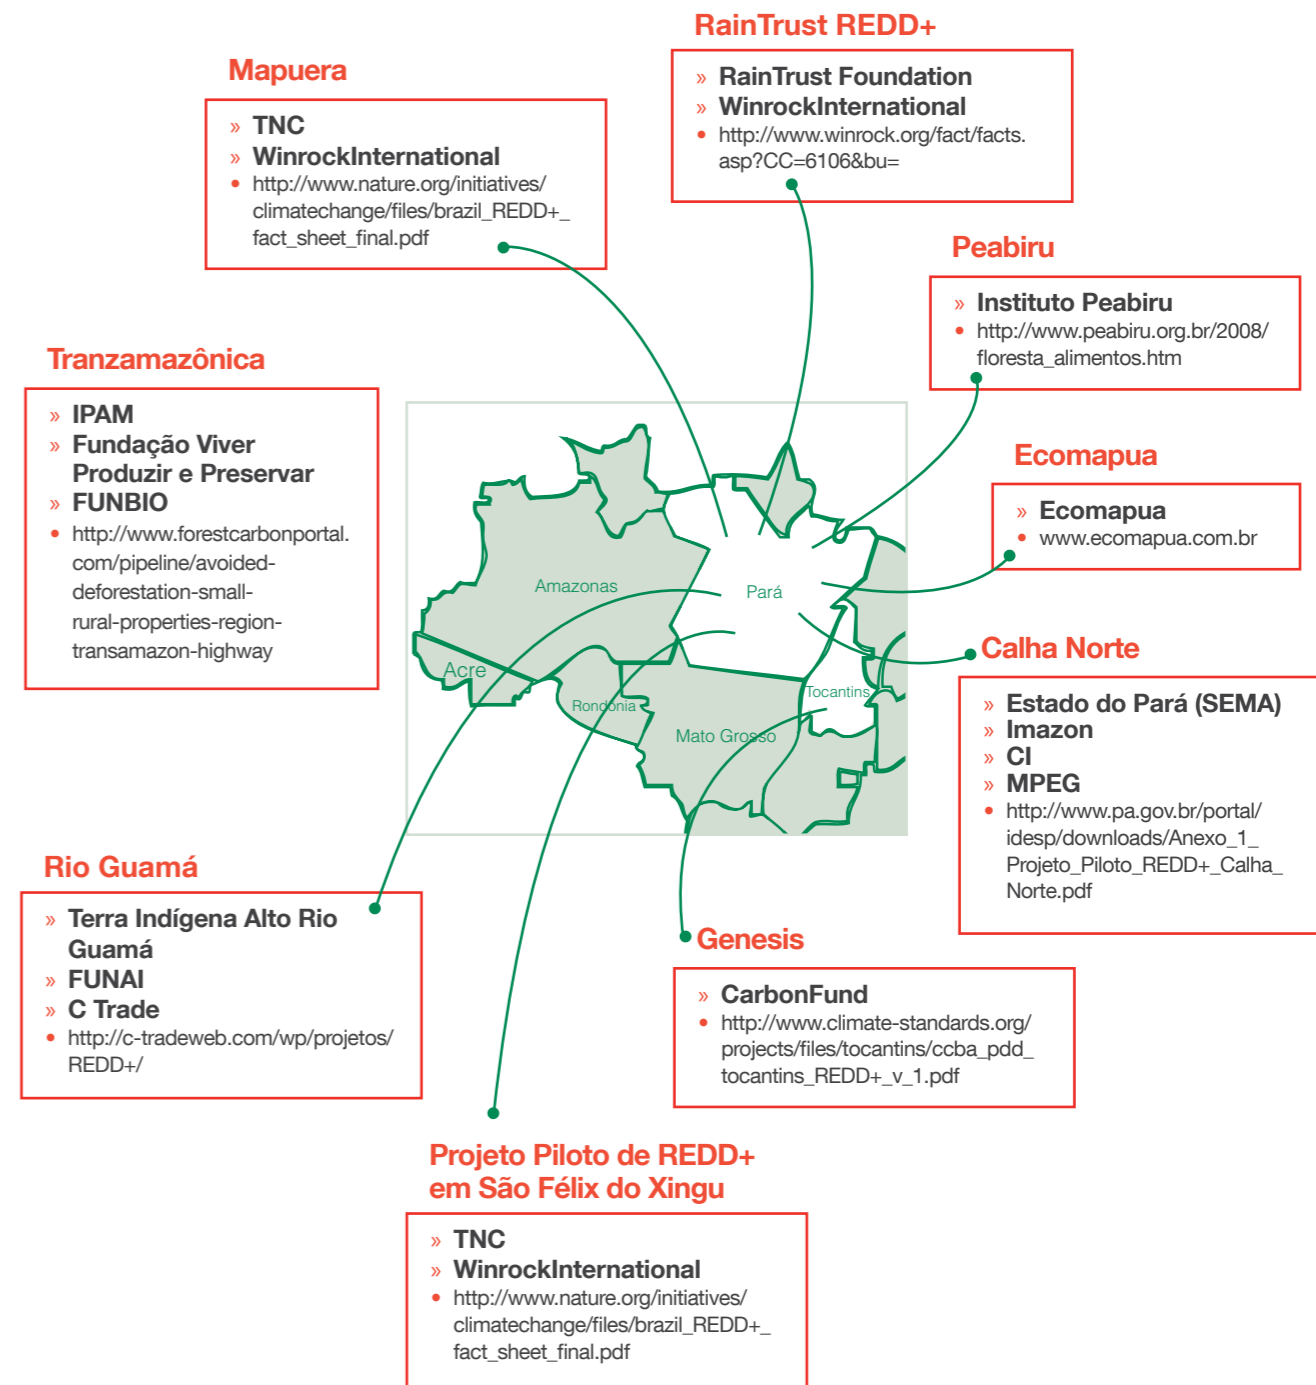 RainTrust REDD+
» RainTrust Foundation
» WinrockInternational
• http://www.winrock.org/fact/facts.
asp?CC=6106&bu=
Mapuera
» TNC
» WinrockInternational
• http://www.nature.org/initiatives/
climatechange/files/brazil_REDD+_
fact_sheet_final.pdf
Peabiru
» Instituto Peabiru
• http://www.peabiru.org.br/2008/
floresta_alimentos.htm
Tranzamazônica
» IPAM
» Fundação Viver
Produzir e Preservar
» FUNBIO
• http://www.forestcarbonportal.
com/pipeline/avoided-
deforestation-small-
rural-properties-region-
transamazon-highway
Ecomapua
» Ecomapua
• www.ecomapua.com.br
Amazonas
Pará
Acre
Rondônia
Mato Grosso
Tocantins
Calha Norte
» Estado do Pará (SEMA)
» Imazon
» CI
» MPEG
• http://www.pa.gov.br/portal/
idesp/downloads/Anexo_1_
Projeto_Piloto_REDD+_Calha_
Norte.pdf
Rio Guamá
» Terra Indígena Alto Rio
Guamá
» FUNAI
» C Trade
• http://c-tradeweb.com/wp/projetos/
REDD+/
Genesis
» CarbonFund
• http://www.climate-standards.org/
projects/files/tocantins/ccba_pdd_
tocantins_REDD+_v_1.pdf
Projeto Piloto de REDD+
em São Félix do Xingu
» TNC
» WinrockInternational
• http://www.nature.org/initiatives/
climatechange/files/brazil_REDD+_
fact_sheet_final.pdf